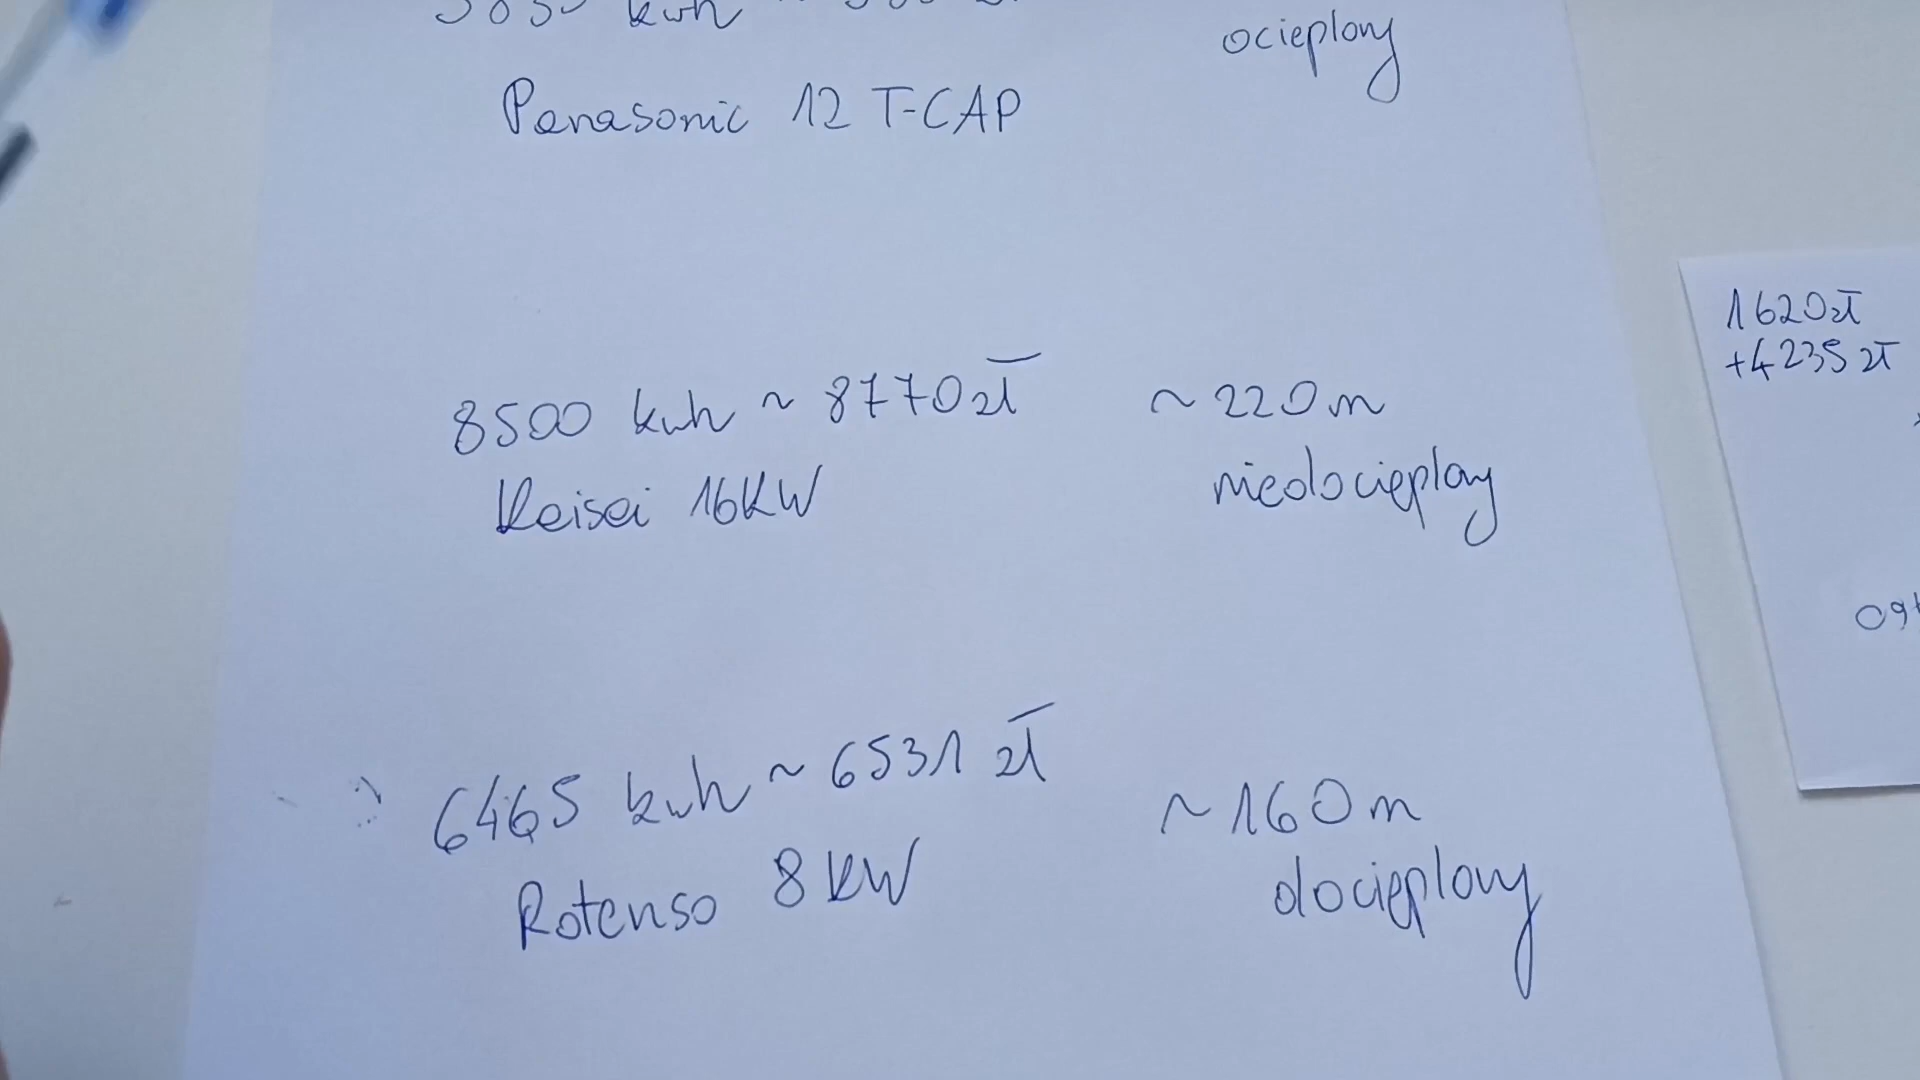 kwh
ocieplony
Panasonic 12 T-CAP
8500 kwh ~ 8770 zł
~ 220 m
Keisei 16KW
niedocieplony
6465 kwh ~ 6531 zł
~ 160 m
Rotenso 8 KW
docieplony
1620 zł
+4235 zł